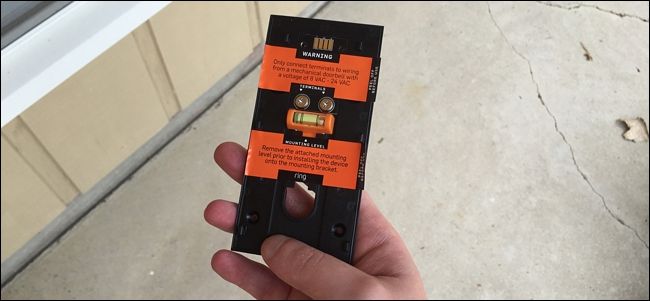 WARNING
Only connect terminals to wiring
from a mechanical doorbell with
a voltage of 8 VAC - 24 VAC
TERMINALS
MOUNTING LEVEL
Remove the attached mounting
level prior to installing the device
onto the mounting bracket.
ring